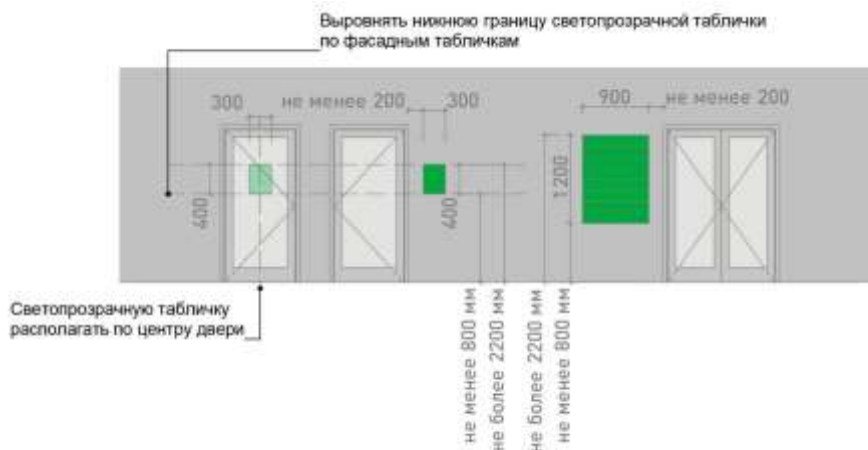 Выровнять нижнюю границу светопрозрачной таблички
по фасадным табличкам
300
не менее 200
300
900
не менее 200
400
400
1200
Светопрозрачную табличку
располагать по центру двери
не менее 800 мм
не более 2200 мм
не более 2200 мм
не менее 800 мм